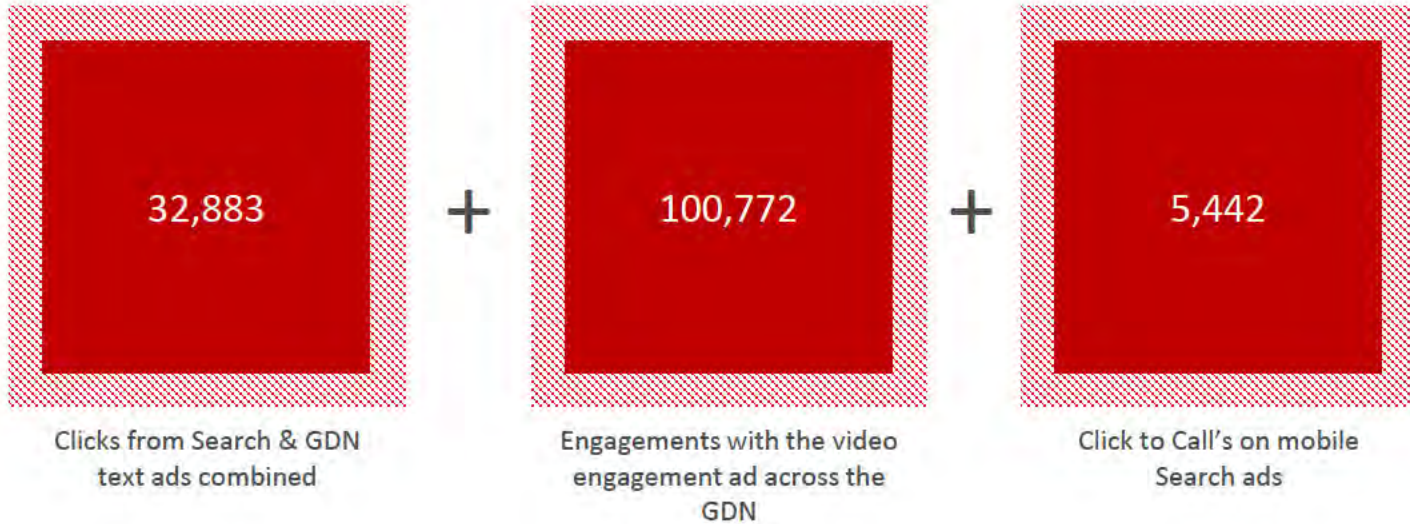 32,883
+
100,772
+
5,442
Clicks from Search & GDN
text ads combined
Engagements with the video
engagement ad across the
GDN
Click to Call's on mobile
Search ads